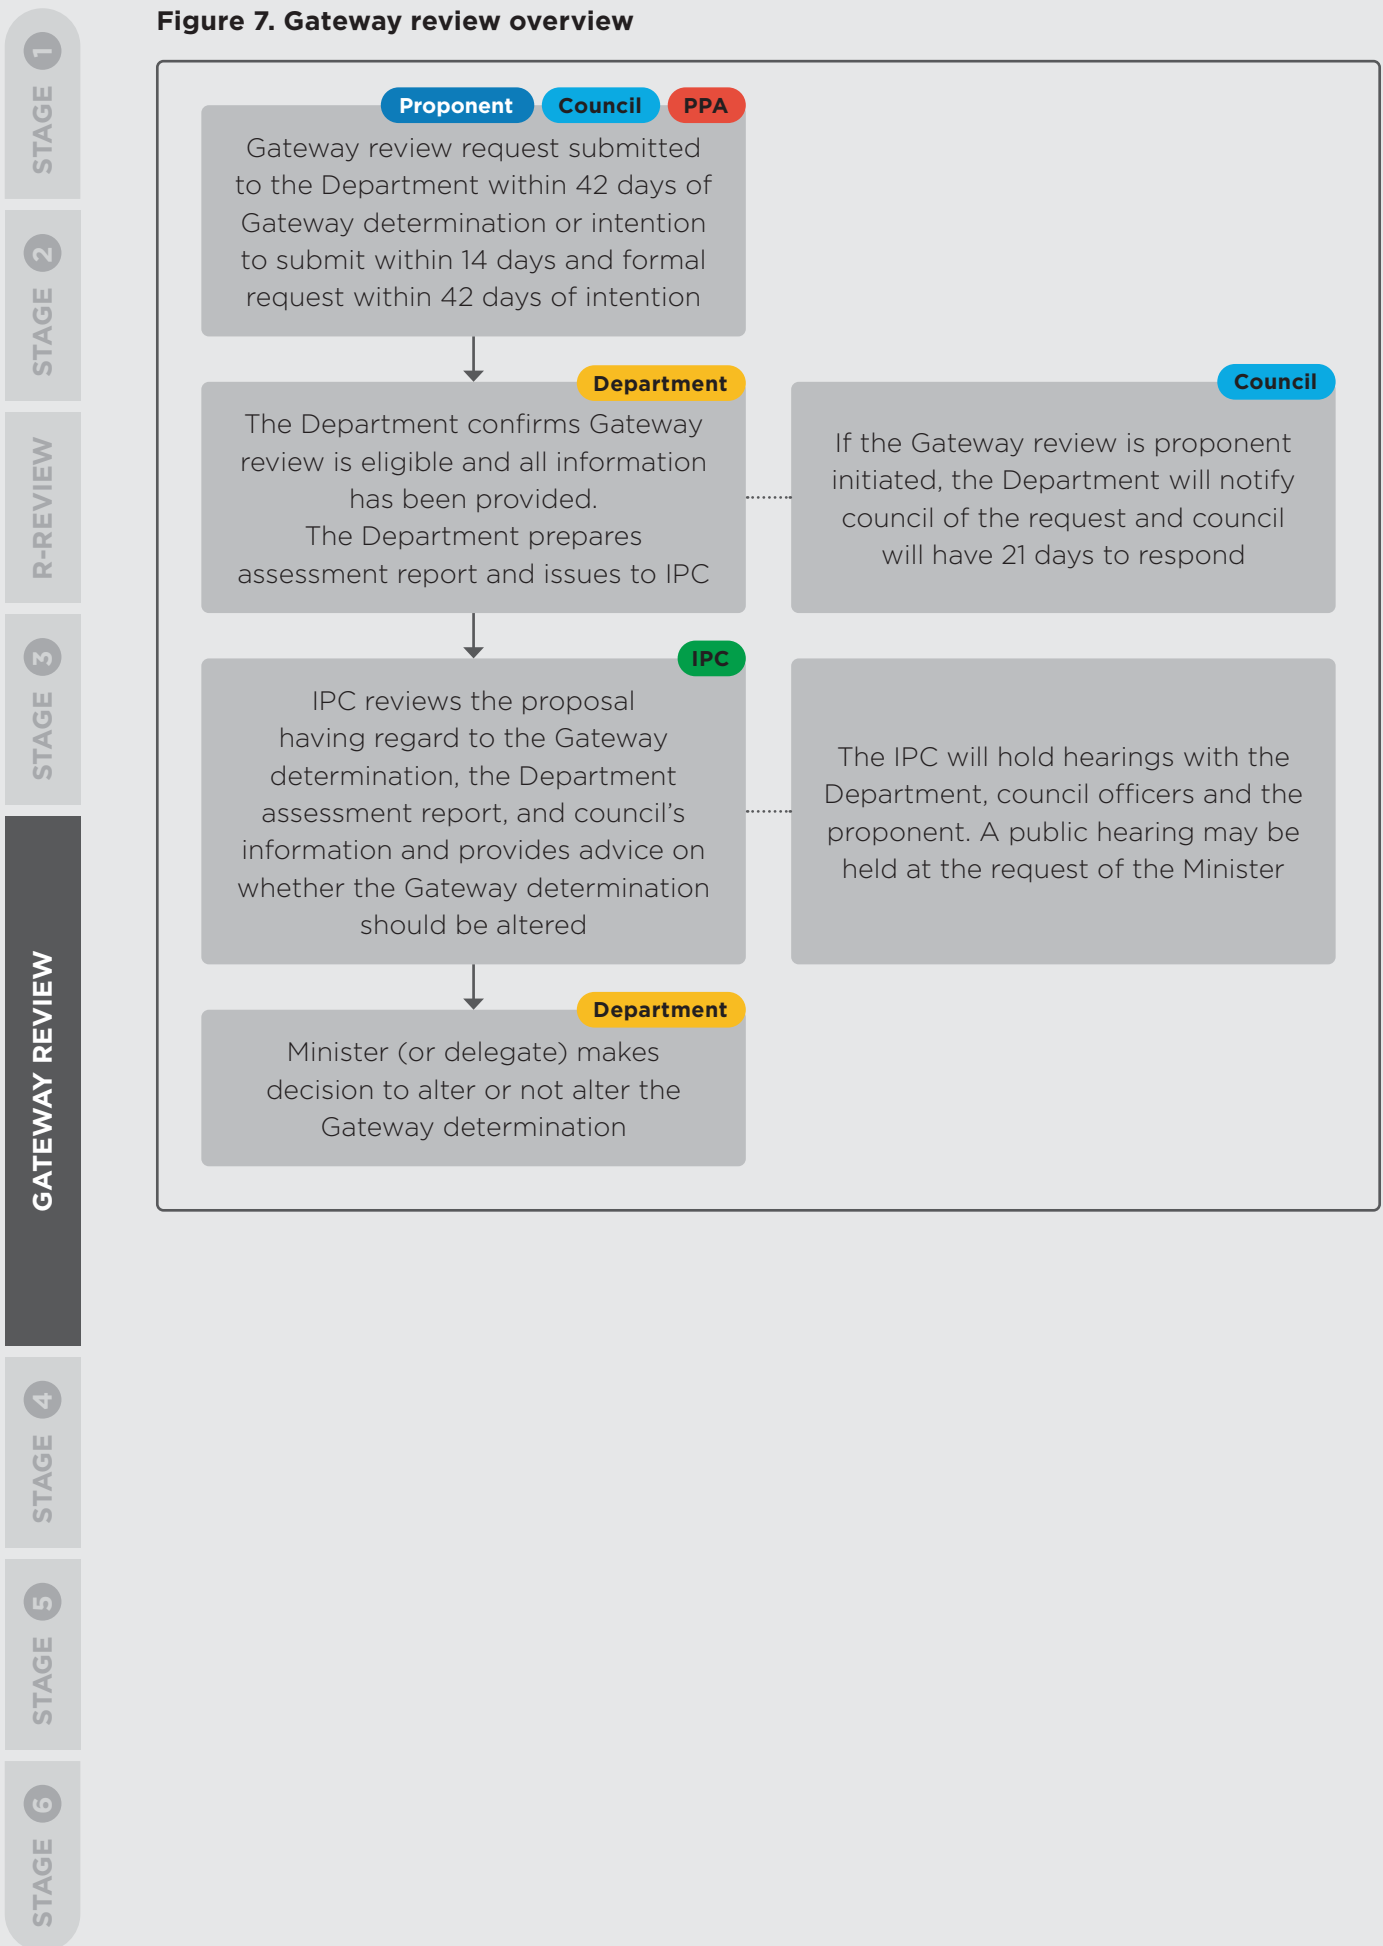 Figure 7. Gateway review overview
STAGE 1
STAGE 2
R-REVIEW
STAGE 3
GATEWAY REVIEW
STAGE 4
STAGE 5
STAGE 6
Proponent
Council
PPA
Gateway review request submitted
to the Department within 42 days of
Gateway determination or intention
to submit within 14 days and formal
request within 42 days of intention
Department
The Department confirms Gateway
review is eligible and all information
has been provided.
The Department prepares
assessment report and issues to IPC
Council
If the Gateway review is proponent
initiated, the Department will notify
council of the request and council
will have 21 days to respond
IPC
IPC reviews the proposal
having regard to the Gateway
determination, the Department
assessment report, and council’s
information and provides advice on
whether the Gateway determination
should be altered
The IPC will hold hearings with the
Department, council officers and the
proponent. A public hearing may be
held at the request of the Minister
Department
Minister (or delegate) makes
decision to alter or not alter the
Gateway determination